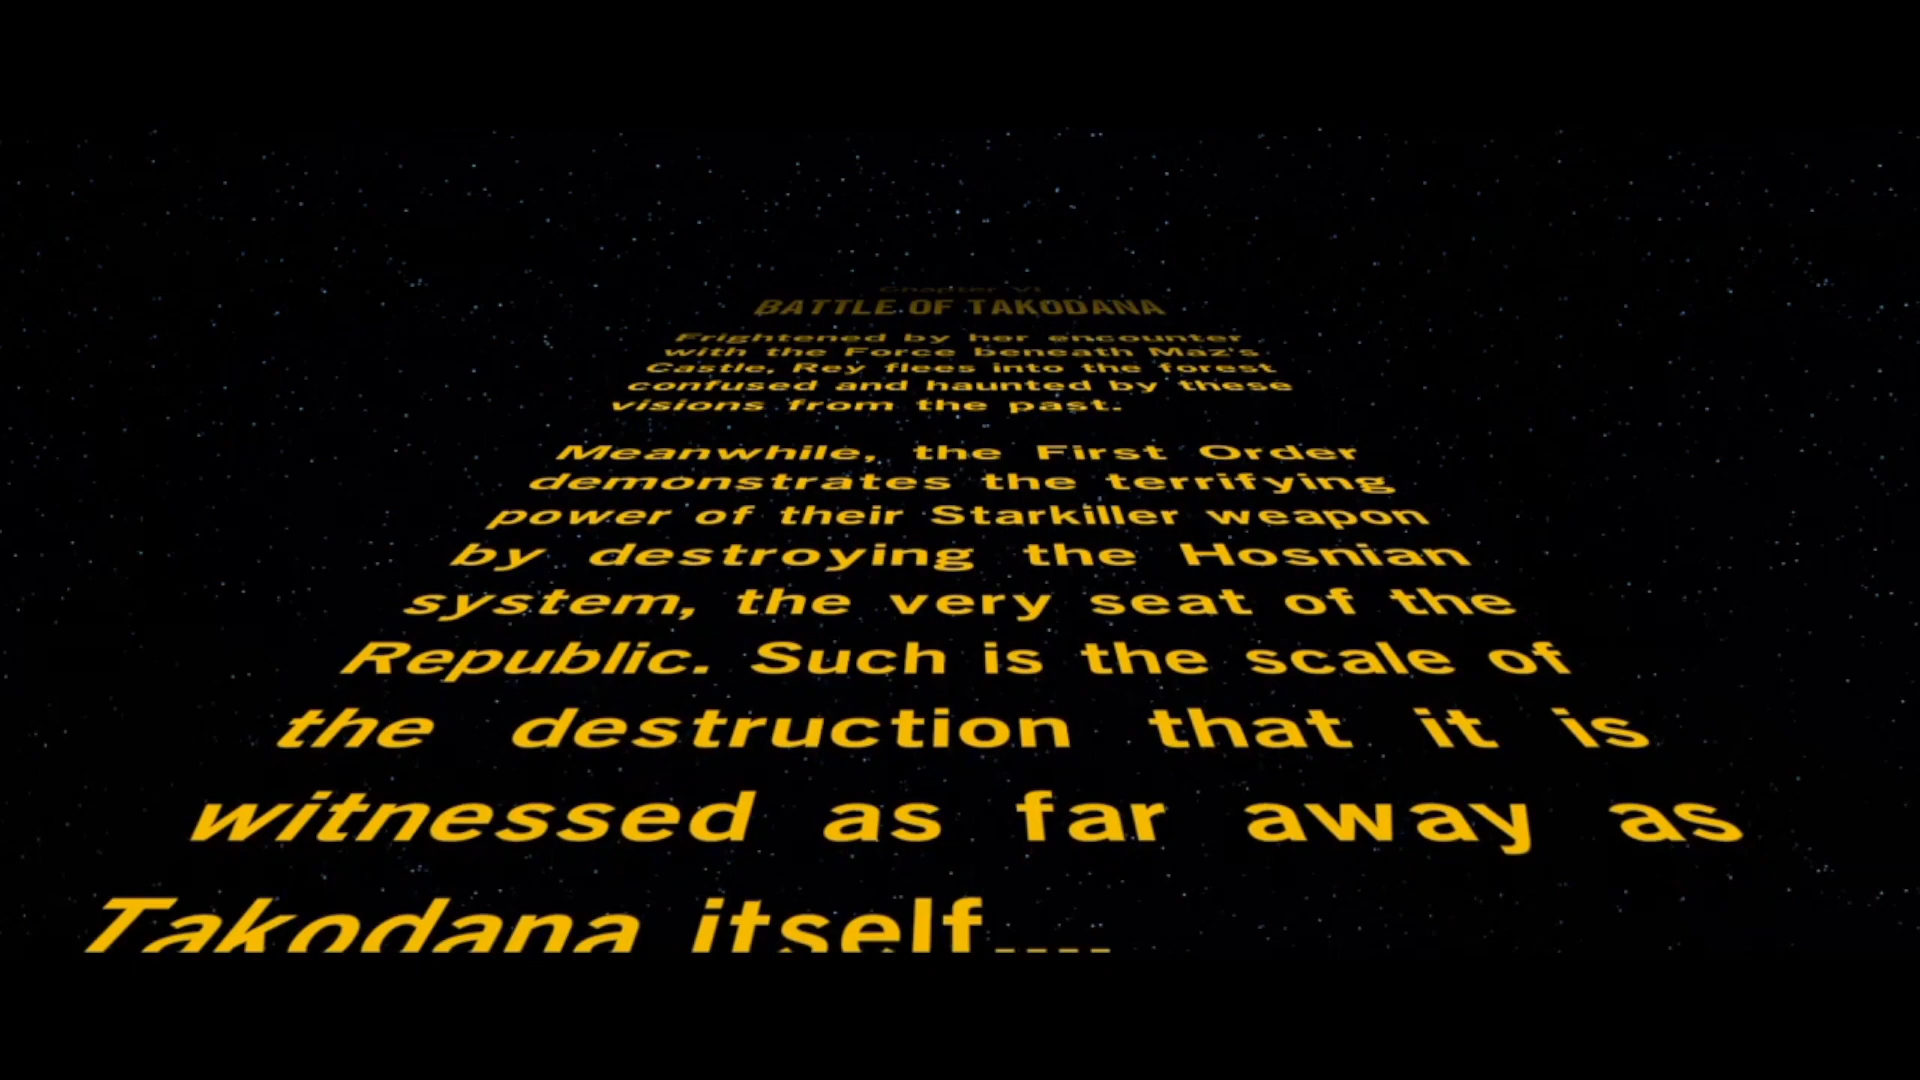 Chapter VI
BATTLE OF TAKODANA
Frightened by her encounter
with the Force beneath Maz's
Castle, Rey flees into the forest
confused and haunted by these
visions from the past.
Meanwhile, the First Order
demonstrates the terrifying
power of their Starkiller weapon
by destroying the Hosnian
system, the very seat of the
Republic. Such is the scale of
the destruction that it is
witnessed as far away as
Takodana itself....